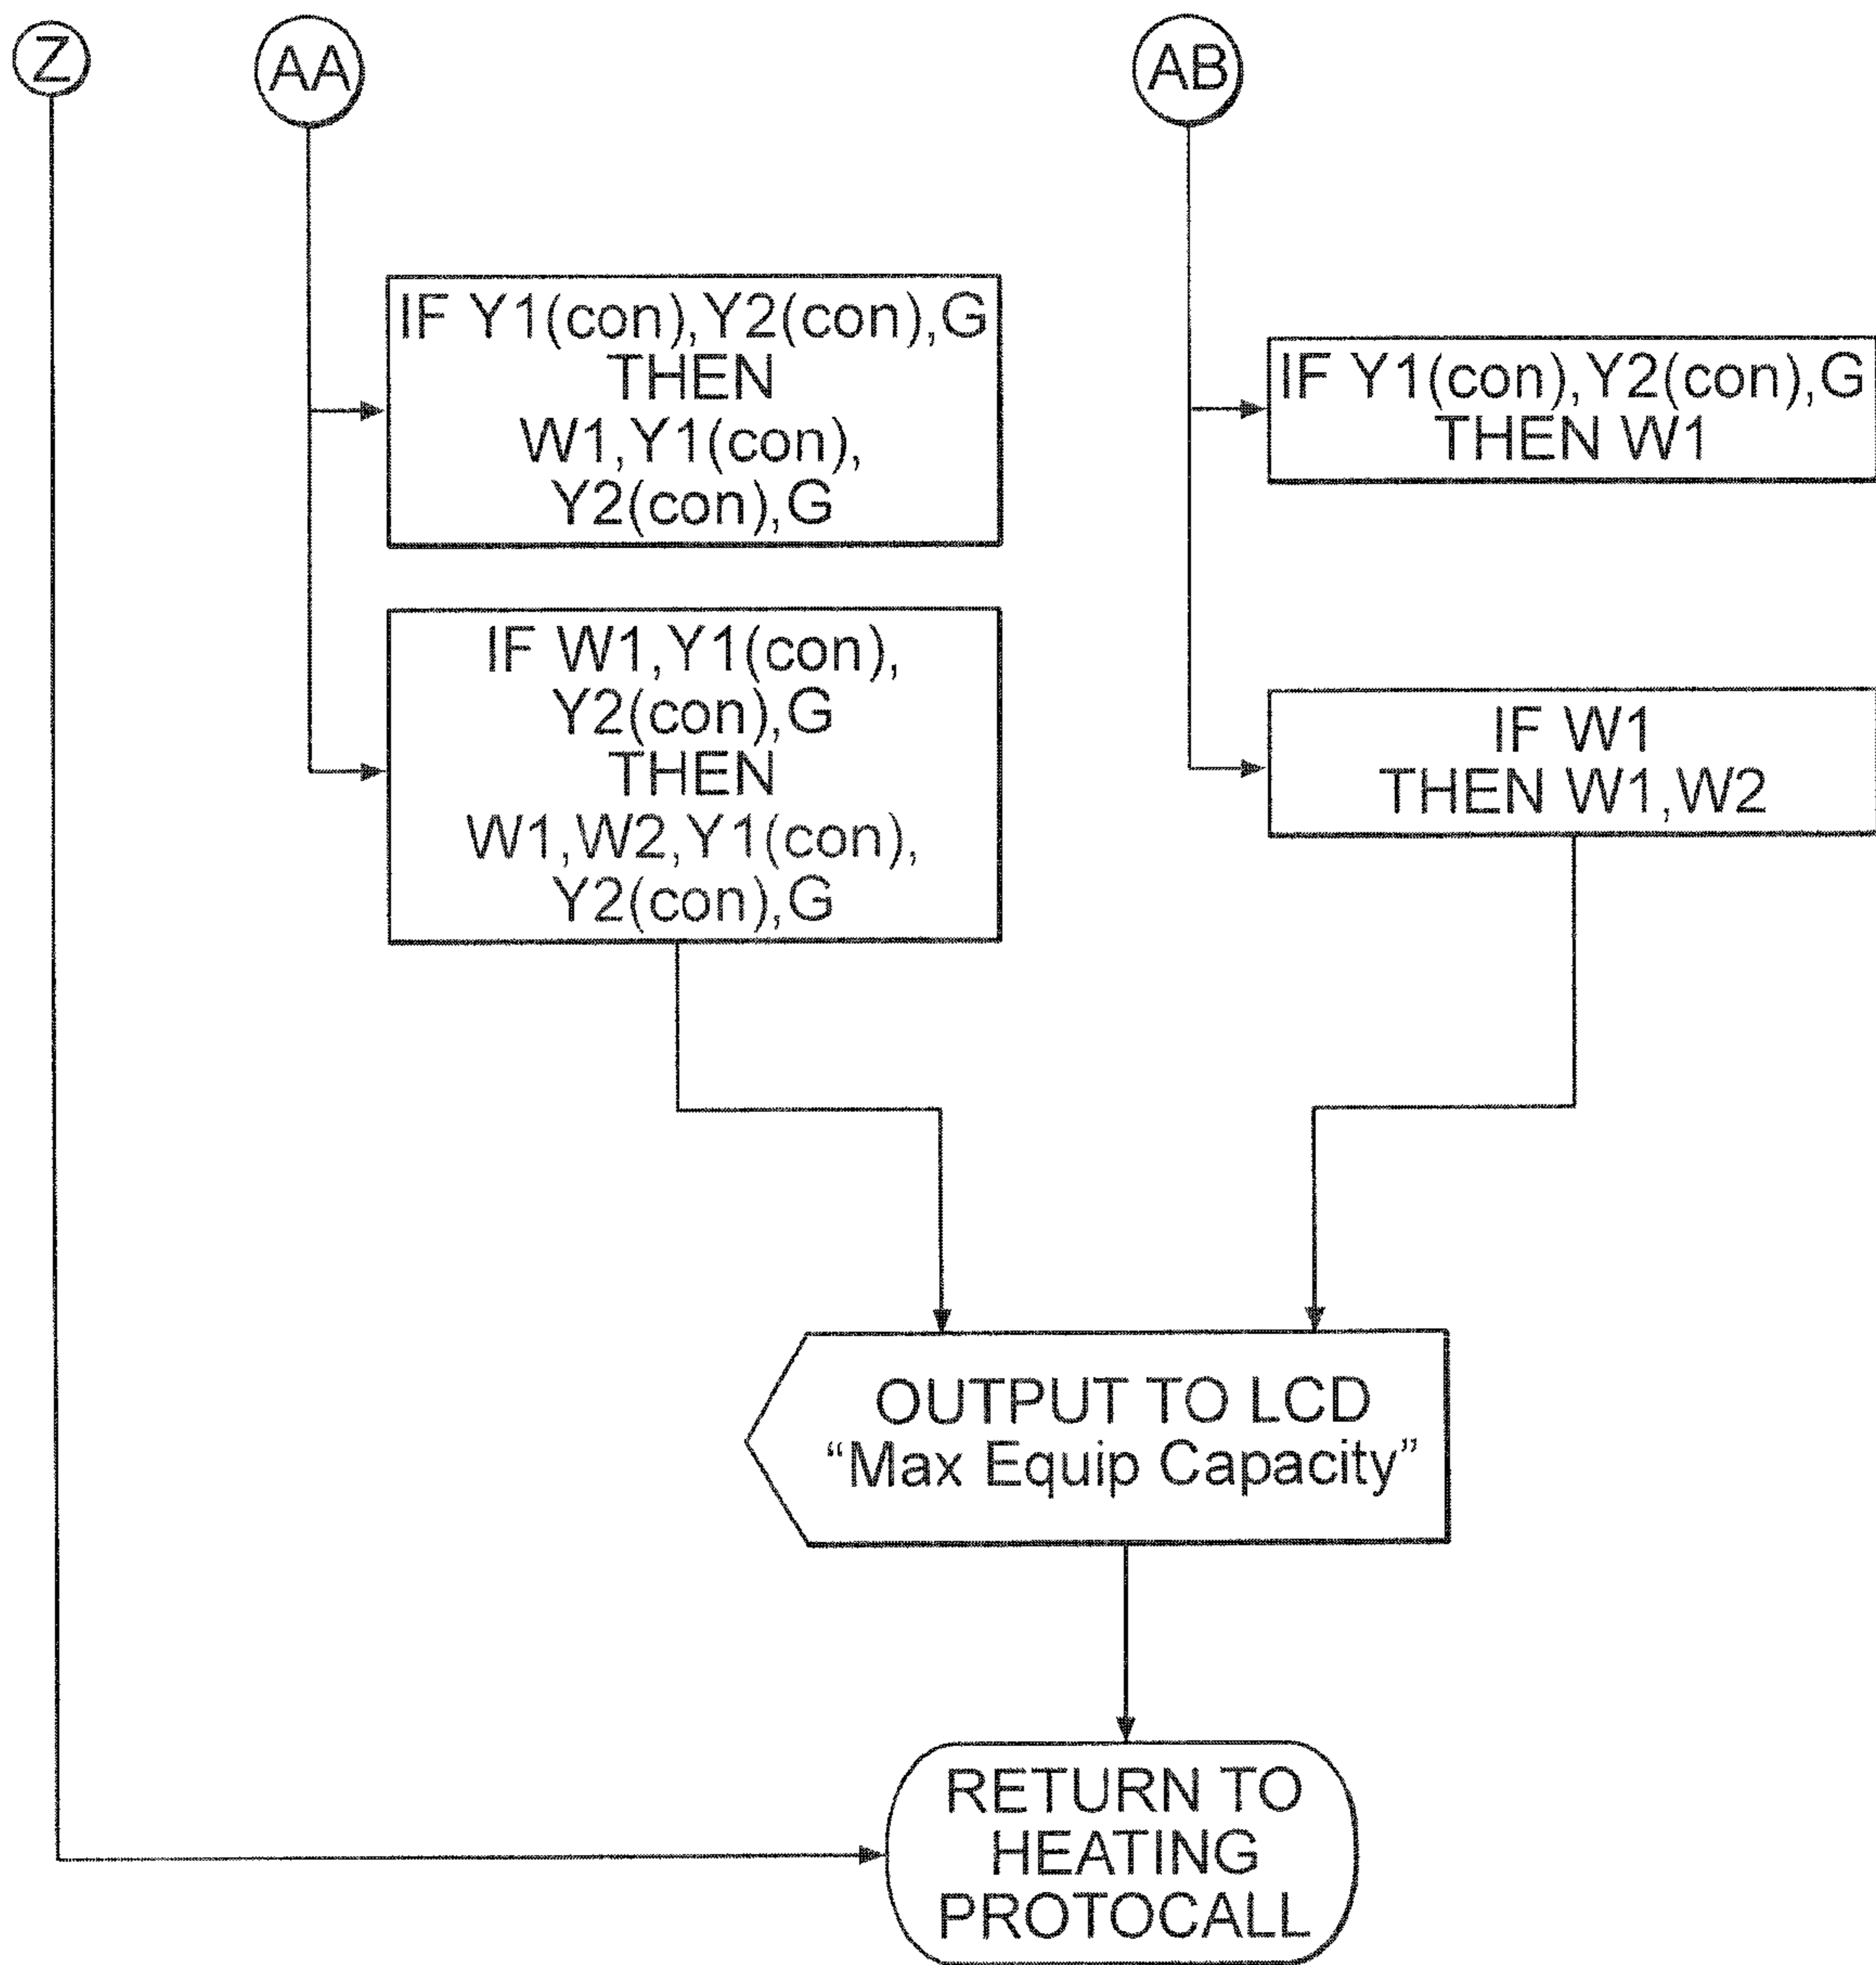 Z
AA
AB
IF Y1(con),Y2(con),G
THEN
W1,Y1(con),
Y2(con),G
IF Y1(con),Y2(con),G
THEN W1
IF W1,Y1(con),
Y2(con),G
THEN
W1,W2,Y1(con),
Y2(con),G
IF W1
THEN W1,W2
OUTPUT TO LCD
“Max Equip Capacity”
RETURN TO
HEATING
PROTOCALL